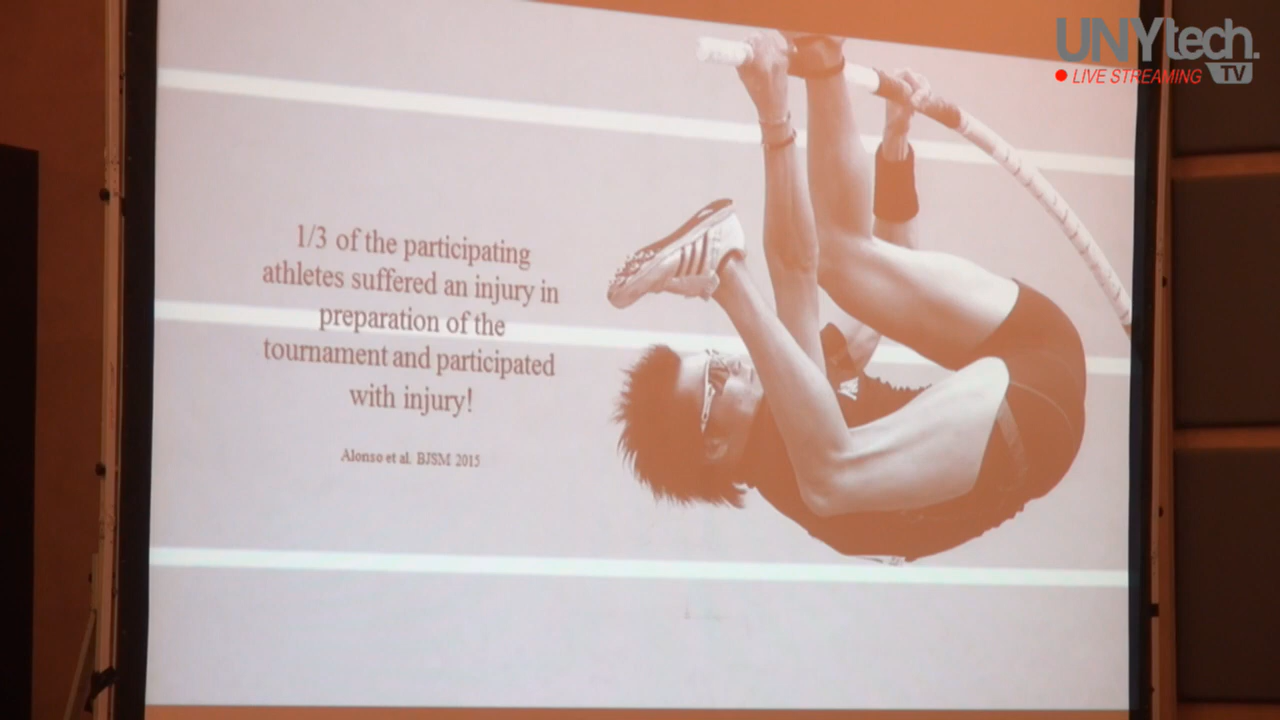 UNYtech.
LIVE STREAMING TV
1/3 of the participating
athletes suffered an injury in
preparation of the
tournament and participated
with injury!
Alonso et al. BJSM 2015